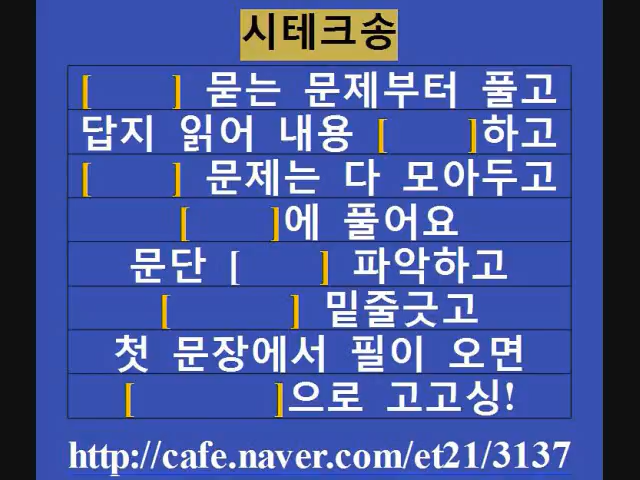 시테크송
[ ] 묻는 문제부터 풀고
답지 읽어 내용 [ ]하고
[ ] 문제는 다 모아두고
[ ]에 풀어요
문단 [ ] 파악하고
[ ] 밑줄긋고
첫 문장에서 필이 오면
[ ]으로 고고싱!
http://cafe.naver.com/et21/3137